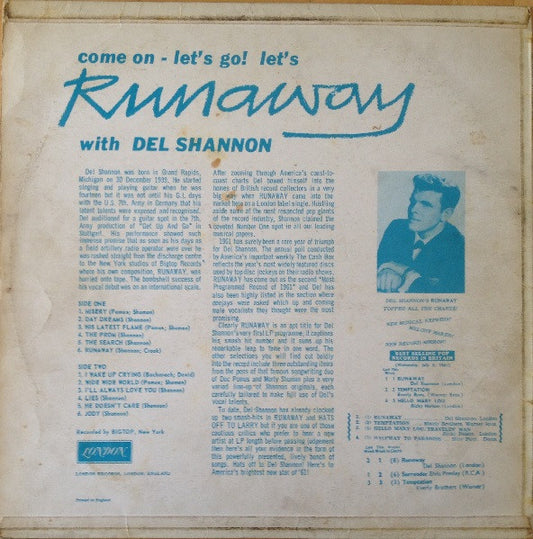 come on - let's go! let's
Runaway
with DEL SHANNON
Del Shannon was born in Grand Rapids,
Michigan on 30 December 1939. He started
singing and playing guitar when he was
fourteen but it was not until his G.I. days
with the U.S. 7th. Army in Germany that his
latent talents were exposed and recognised.
Del auditioned for a guitar spot in the 7th.
Army production of "Get Up And Go" in
Stuttgart. His performance showed such
immense promise that as soon as his days as
a field artillery radio operator were over he
was rushed straight from the discharge centre
to the New York studios of Bigtop Records
where his own composition, RUNAWAY, was
hurried onto tape. The bombshell success of
his vocal debut was on an international scale.
SIDE ONE
1. MISERY (Pomus; Shuman)
2. DAY DREAMS (Shannon)
3. HIS LATEST FLAME (Pomus; Shuman)
4. THE PROM (Shannon)
5. THE SEARCH (Shannon)
6. RUNAWAY (Shannon; Crook)
SIDE TWO
1. I WAKE UP CRYING (Bacharach; David)
2. WIDE WIDE WORLD (Pomus; Shuman)
3. I'LL ALWAYS LOVE YOU (Shannon)
4. LIES (Shannon)
5. HE DOESN'T CARE (Shannon)
6. JODY (Shannon)
Recorded by BIGTOP, New York
LONDON
LONDON RECORDS, LONDON, ENGLAND
Printed in England
After zooming through America's coast-to-
coast charts Del boxed himself into the
homes of British record collectors in a very
big way when RUNAWAY came into the
market here on a London label single. Hustling
aside some of the most respected pop giants
of the record industry, Shannon claimed the
coveted Number One spot in all our leading
musical papers.
1961 has surely been a rare year of triumph
for Del Shannon. The annual poll conducted
by America's important weekly The Cash Box
reflects the year's most widely featured discs
used by top disc jockeys on their radio shows.
RUNAWAY has come out as the second "Most
Programmed Record of 1961" and Del has
also been highly listed in the section where
deejays were asked which up and coming
male vocalists they thought were the most
promising.
Clearly RUNAWAY is an apt title for Del
Shannon's very first LP programme, it captions
his smash hit number and it sums up his
remarkable leap to fame in one word. The
other selections you will find cut boldly
into the record include three outstanding items
from the pens of that famous songwriting duo
of Doc Pomus and Morty Shuman plus a very
varied line-up of Shannon originals, each
carefully tailored to make full use of Del's
vocal talents.
To date, Del Shannon has already clocked
up two smash-hits in RUNAWAY and HATS
OFF TO LARRY but if you are one of those
cautious critics who prefer to hear a new
artist at LP length before passing judgement
then here's all your evidence in the form of
this powerfully presented, lively bunch of
songs. Hats off to Del Shannon! Here's to
America's brightest new star of '61!
DEL SHANNON'S RUNAWAY
TOPPED ALL THE CHARTS!
NEW MUSICAL EXPRESS!
MELODY MAKER!
NEW RECORD MIRROR!
BEST SELLING POP
RECORDS IN BRITAIN
1 RUNAWAY
Del Shannon (London)
2 TEMPTATION
3 HELLO MARY LOU
Ricky Nelson (London)
RUNAWAY
TEMPTATION
HELLO MARY LOU/TRAVELIN' MAN
HALFWAY TO PARADISE
2 1 (6) Runaway
Del Shannon (London)
1 2 (4) Surrender Elvis Presley (R.C.A.)
3 3 (3) Temptation
Everly Brothers (Warner)